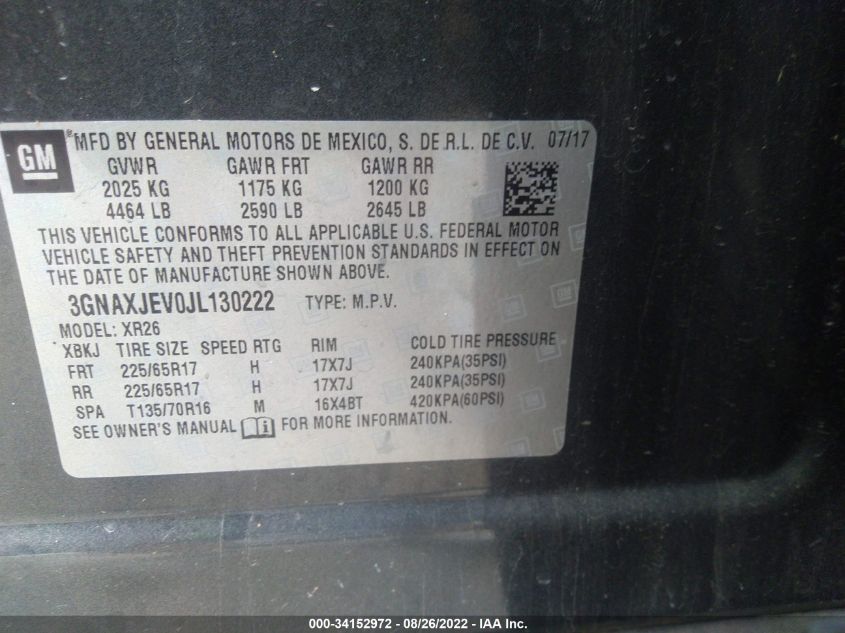 GM
®MFD BY GENERAL MOTORS DE MEXICO, S. DE R.L. DE C.V. 07/17
GVWR GAWR FRT GAWR RR
2025 KG 1175 KG 1200 KG
4464 LB 2590 LB 2645 LB
THIS VEHICLE CONFORMS TO ALL APPLICABLE U.S. FEDERAL MOTOR
VEHICLE SAFETY AND THEFT PREVENTION STANDARDS IN EFFECT ON
THE DATE OF MANUFACTURE SHOWN ABOVE.
3GNAXJEV0JL130222 TYPE: M.P.V.
MODEL: XR26
XBKJ TIRE SIZE SPEED RTG RIM COLD TIRE PRESSURE
FRT 225/65R17 H 17X7J 240KPA(35PSI)
RR 225/65R17 H 17X7J 240KPA(35PSI)
SPA T135/70R16 M 16X4BT 420KPA(60PSI)
SEE OWNER'S MANUAL FOR MORE INFORMATION.
000-34152972 - 08/26/2022 - IAA Inc.